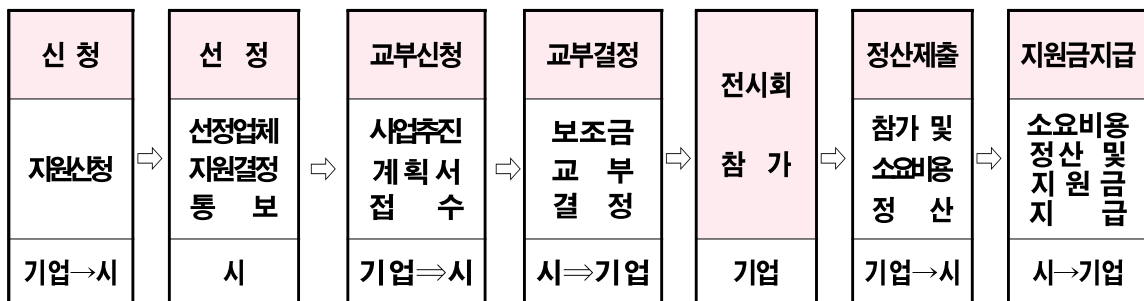 신 청
지원신청
기업→시
⇨
선 정
선정업체
지원결정
통 보
시
⇨
교부신청
사업추진
계 획 서
접 수
기업⇒시
⇨
교부결정
보조금
교 부
결 정
시⇒기업
⇨
전시회
참 가
기업
⇨
정산제출
참가 및
소요비용
정 산
기업→시
⇨
지원금지급
소요비용
정 산 및
지 원 금
지 급
시→기업